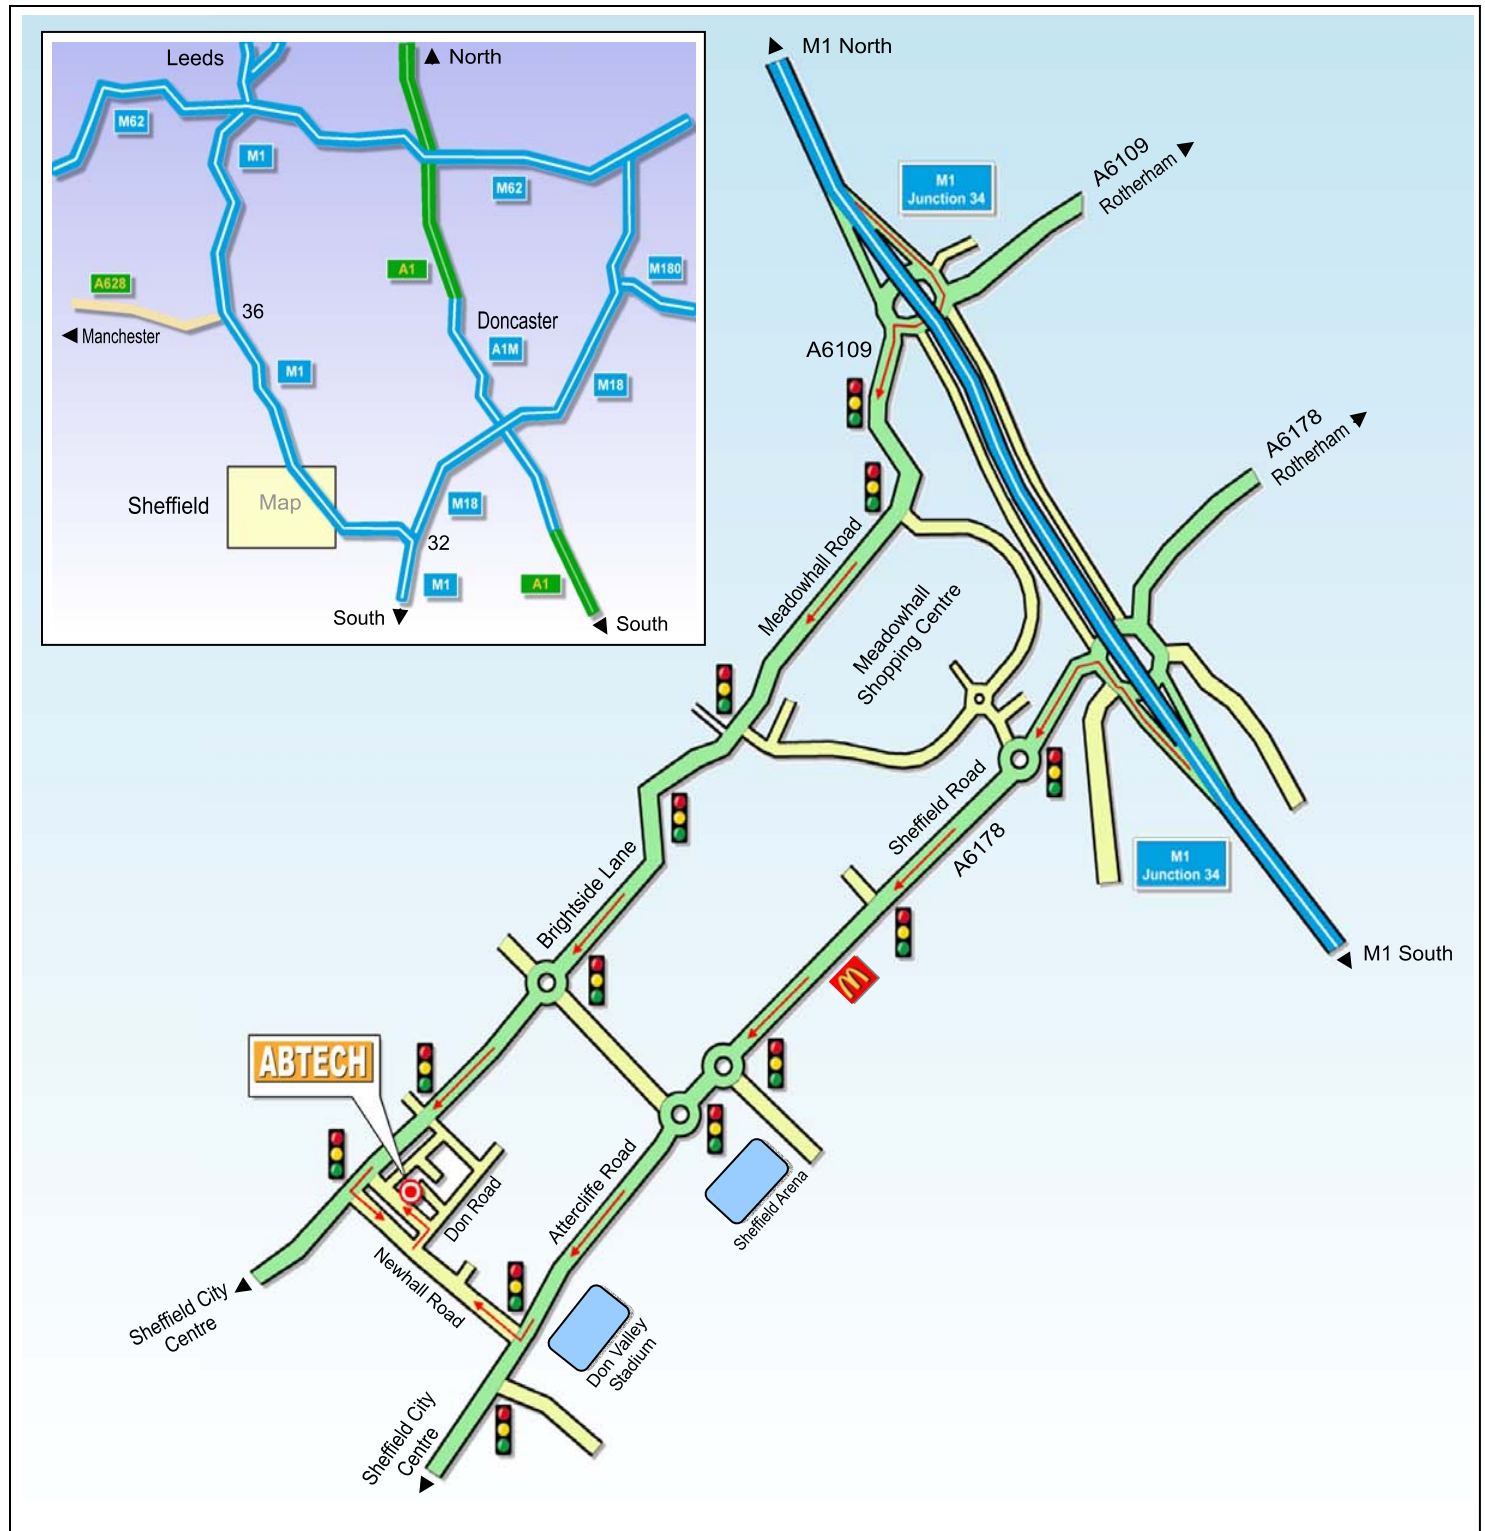 Leeds
North
M62
M1
M62
A1
M180
A628
36
Manchester
Doncaster
A1M
M1
M18
Sheffield
Map
M18
32
M1
A1
South
South
M1 North
M1
Junction 34
A6109
Rotherham
A6109
A6178
Rotherham
Meadowhall Road
Meadowhall
Shopping Centre
Sheffield Road
A6178
M1
Junction 34
M1 South
Brightside Lane
ABTECH
Don Road
Attercliffe Road
Sheffield Arena
Newhall Road
Sheffield City
Centre
Don Valley
Stadium
Sheffield City
Centre